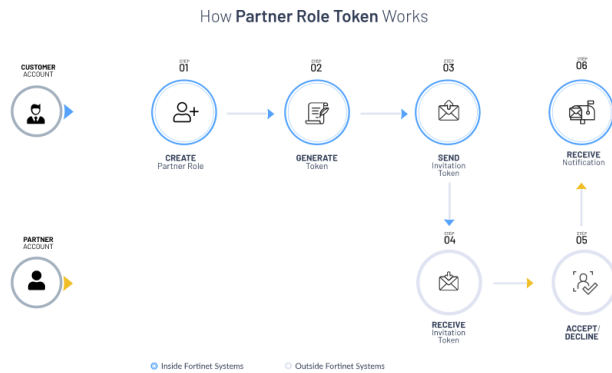 How Partner Role Token Works
CUSTOMER
ACCOUNT
STEP
01
CREATE
Partner Role
STEP
02
GENERATE
Token
STEP
03
SEND
Invitation
Token
STEP
06
RECEIVE
Notification
PARTNER
ACCOUNT
STEP
04
RECEIVE
Invitation
Token
STEP
05
ACCEPT/
DECLINE
Inside Fortinet Systems
Outside Fortinet Systems